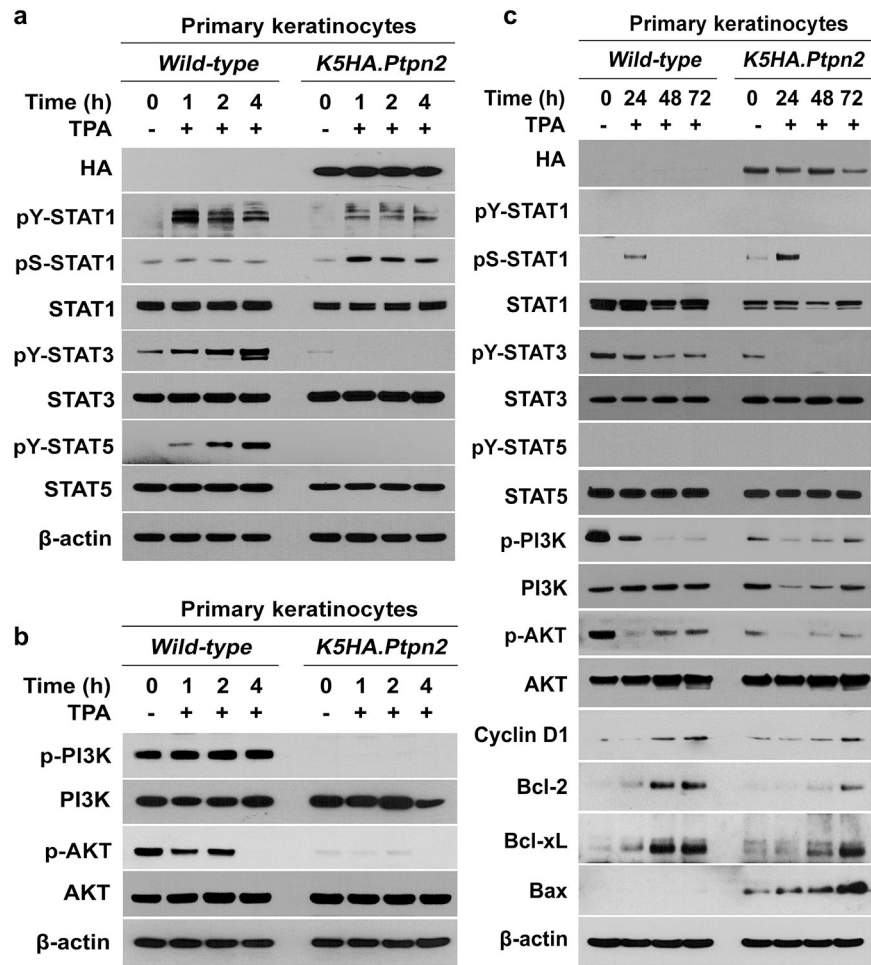 a
Primary keratinocytes
Wild-type K5HA.Ptpn2
Time (h) 0 1 2 4 0 1 2 4
TPA - + + + - + + +
HA
pY-STAT1
pS-STAT1
STAT1
pY-STAT3
STAT3
pY-STAT5
STAT5
β-actin
b
Primary keratinocytes
Wild-type K5HA.Ptpn2
Time (h) 0 1 2 4 0 1 2 4
TPA - + + + - + + +
p-PI3K
PI3K
p-AKT
AKT
β-actin
c
Primary keratinocytes
Wild-type K5HA.Ptpn2
Time (h) 0 24 48 72 0 24 48 72
TPA - + + + - + + +
HA
pY-STAT1
pS-STAT1
STAT1
pY-STAT3
STAT3
pY-STAT5
STAT5
p-PI3K
PI3K
p-AKT
AKT
Cyclin D1
Bcl-2
Bcl-xL
Bax
β-actin